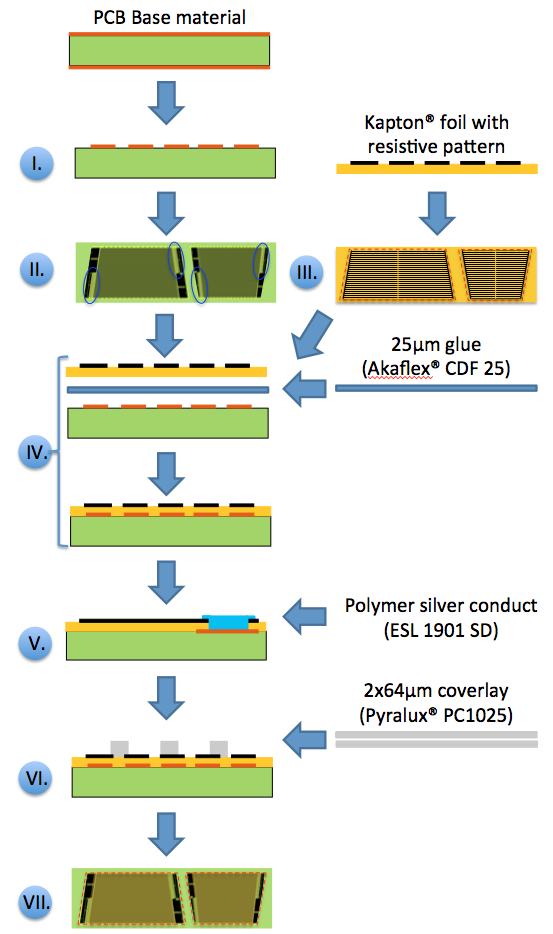 PCB Base material
I.
Kapton® foil with
resistive pattern
II.
III.
25μm glue
(Akaflex® CDF 25)
IV.
Polymer silver conduct
(ESL 1901 SD)
V.
2x64μm coverlay
(Pyralux® PC1025)
VI.
VII.